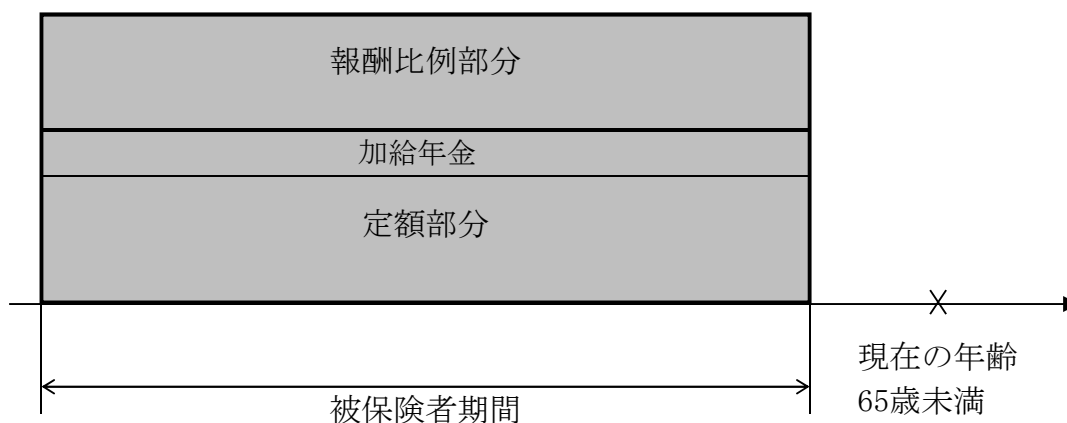 報酬比例部分
加給年金
定額部分
現在の年齢
65歳未満
被保険者期間